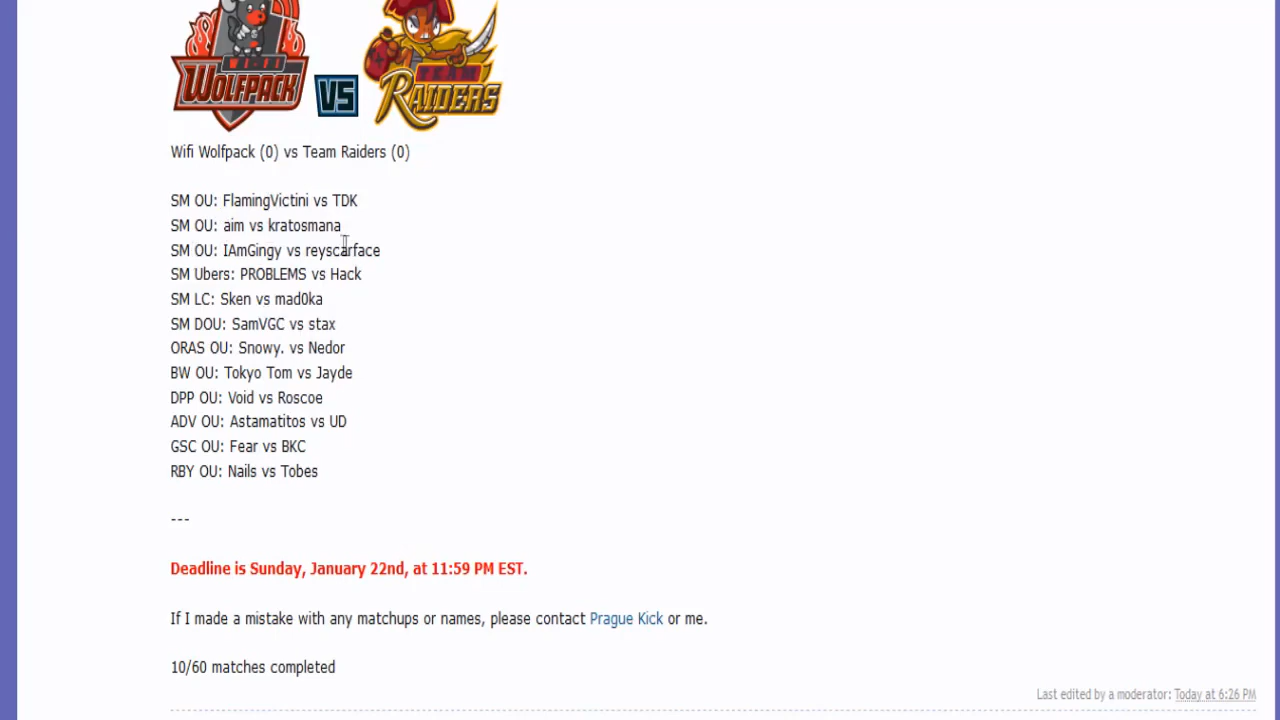 WI-FI
WOLFPACK
VS
TEAM
RAIDERS
Wifi Wolfpack (0) vs Team Raiders (0)
SM OU: FlamingVictini vs TDK
SM OU: aim vs kratosmana
SM OU: IAmGingy vs reyscarface
SM Ubers: PROBLEMS vs Hack
SM LC: Sken vs mad0ka
SM DOU: SamVGC vs stax
ORAS OU: Snowy. vs Nedor
BW OU: Tokyo Tom vs Jayde
DPP OU: Void vs Roscoe
ADV OU: Astamatitos vs UD
GSC OU: Fear vs BKC
RBY OU: Nails vs Tobes
---
Deadline is Sunday, January 22nd, at 11:59 PM EST.
If I made a mistake with any matchups or names, please contact Prague Kick or me.
10/60 matches completed
Last edited by a moderator: Today at 6:26 PM